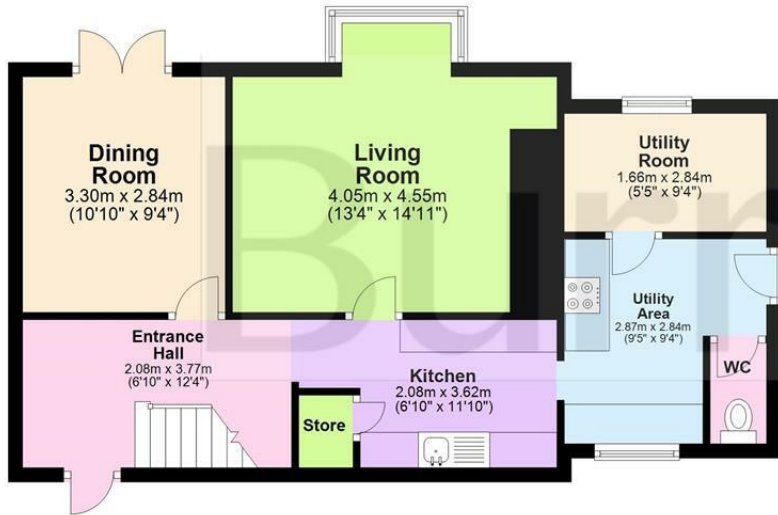 Dining
Room
3.30m x 2.84m
(10'10" x 9'4")
Living
Room
4.05m x 4.55m
(13'4" x 14'11")
Utility
Room
1.66m x 2.84m
(5'5" x 9'4")
Utility
Area
2.87m x 2.84m
(9'5" x 9'4")
WC
Entrance
Hall
2.08m x 3.77m
(6'10" x 12'4")
Kitchen
2.08m x 3.62m
(6'10" x 11'10")
Store